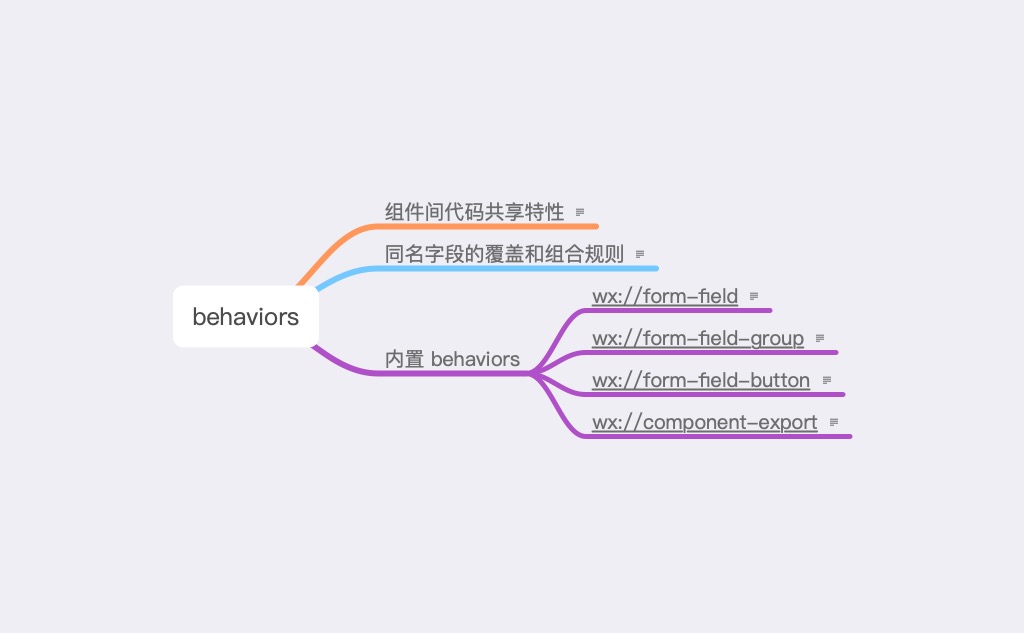 组件间代码共享特性
同名字段的覆盖和组合规则
behaviors
内置 behaviors
wx://form-field
wx://form-field-group
wx://form-field-button
wx://component-export